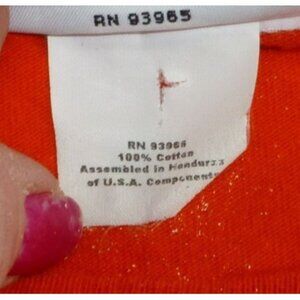 RN 93965
RN 93965
100% Cotton
Assembled in Honduras
of U.S.A. Components